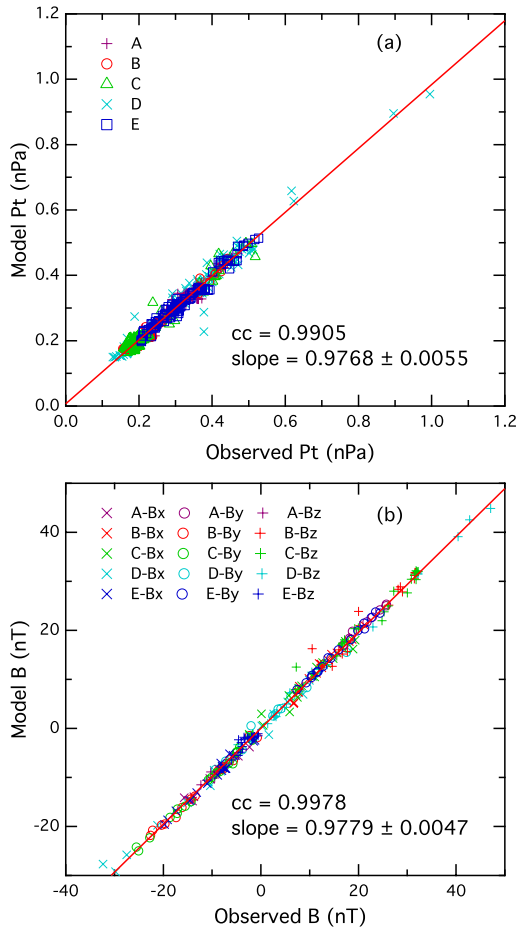 (a)
A
B
C
D
E
1.2
1.0
0.8
0.6
0.4
0.2
0.0
Model Pt (nPa)
cc = 0.9905
slope = 0.9768 ± 0.0055
0.0 0.2 0.4 0.6 0.8 1.0 1.2
Observed Pt (nPa)
(b)
A-Bx A-By A-Bz
B-Bx B-By B-Bz
C-Bx C-By C-Bz
D-Bx D-By D-Bz
E-Bx E-By E-Bz
40
20
0
-20
Model B (nT)
cc = 0.9978
slope = 0.9779 ± 0.0047
-40 -20 0 20 40
Observed B (nT)